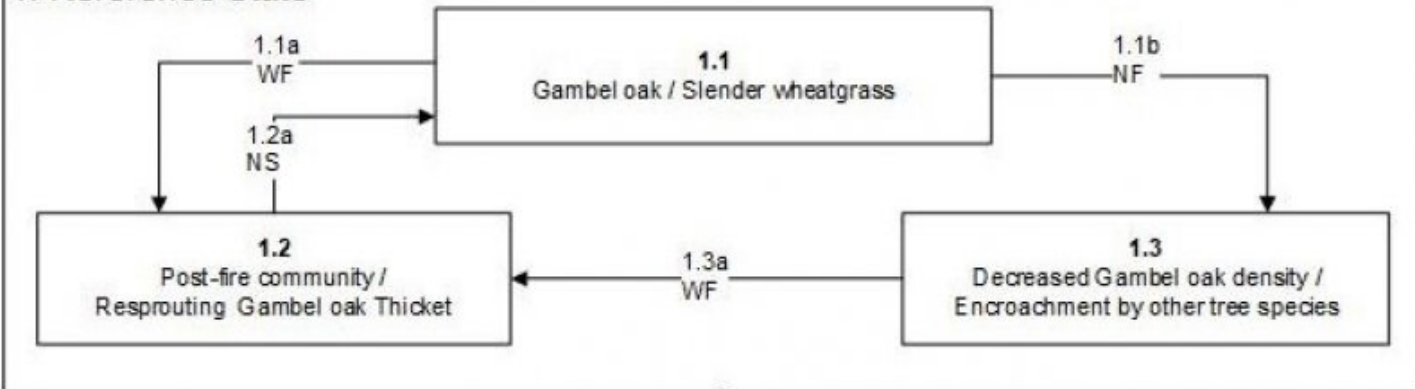 1.1a
WF
1.1
Gambel oak / Slender wheatgrass
1.1b
NF
1.2a
NS
1.2
Post-fire community /
Resprouting Gambel oak Thicket
1.3a
WF
1.3
Decreased Gambel oak density /
Encroachment by other tree species